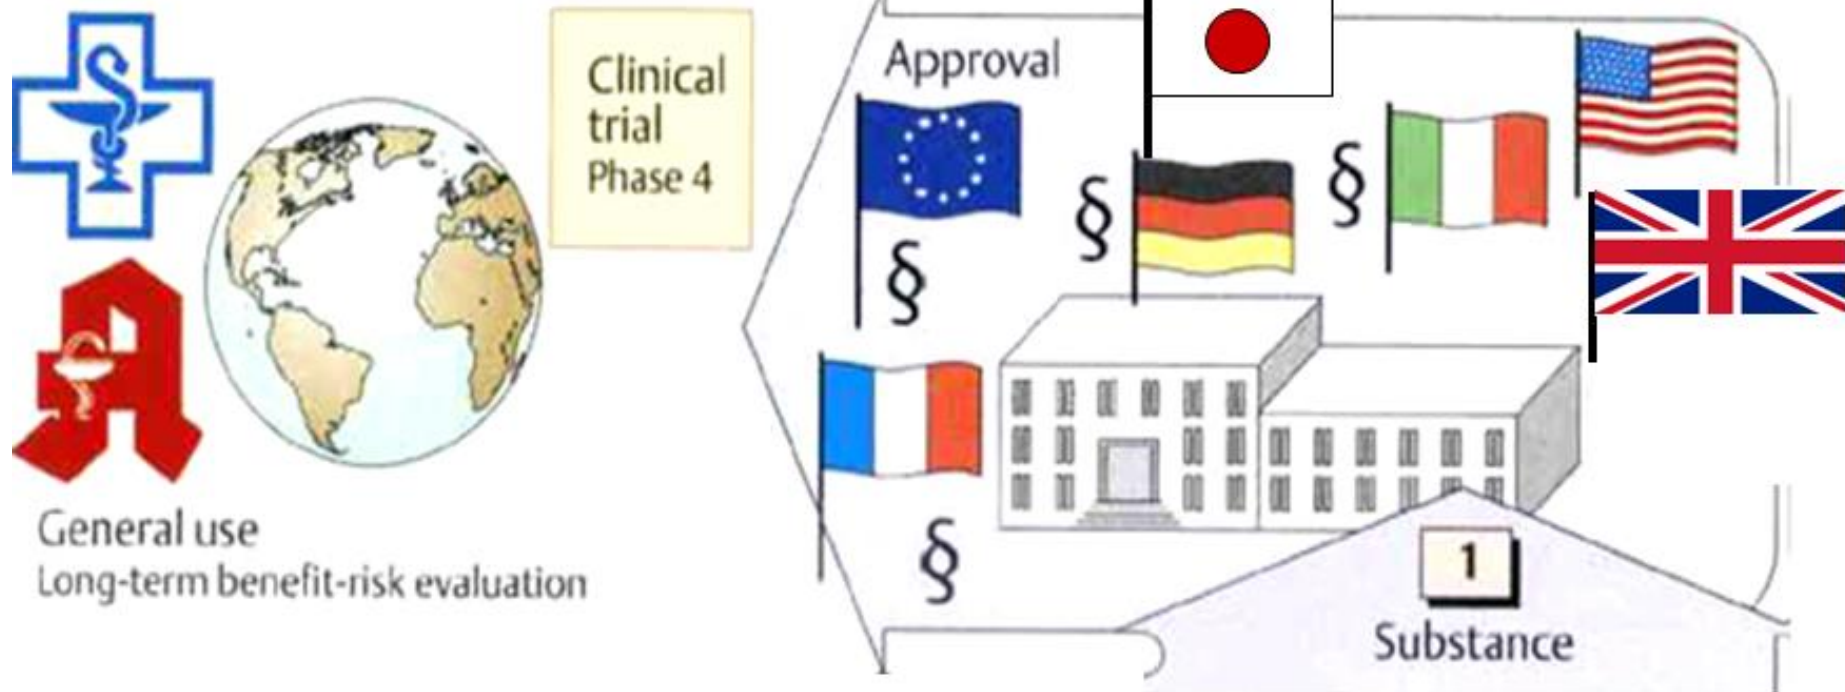 Clinical
trial
Phase 4
Approval
§
§
§
§
General use
Long-term benefit-risk evaluation
1
Substance